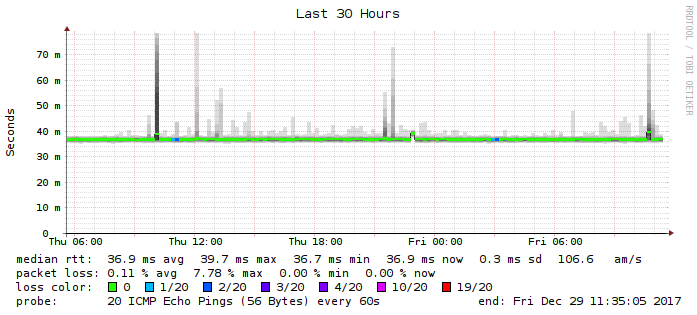 Last 30 Hours
RRDTOOL / TOBI OETIKER
Seconds
70 m
60 m
50 m
40 m
30 m
20 m
10 m
0
Thu 06:00 Thu 12:00 Thu 18:00 Fri 00:00 Fri 06:00
median rtt: 36.9 ms avg 39.7 ms max 36.7 ms min 36.9 ms now 0.3 ms sd 106.6 am/s
packet loss: 0.11 % avg 7.78 % max 0.00 % min 0.00 % now
loss color: 0 1/20 2/20 3/20 4/20 10/20 19/20
probe: 20 ICMP Echo Pings (56 Bytes) every 60s end: Fri Dec 29 11:35:05 2017